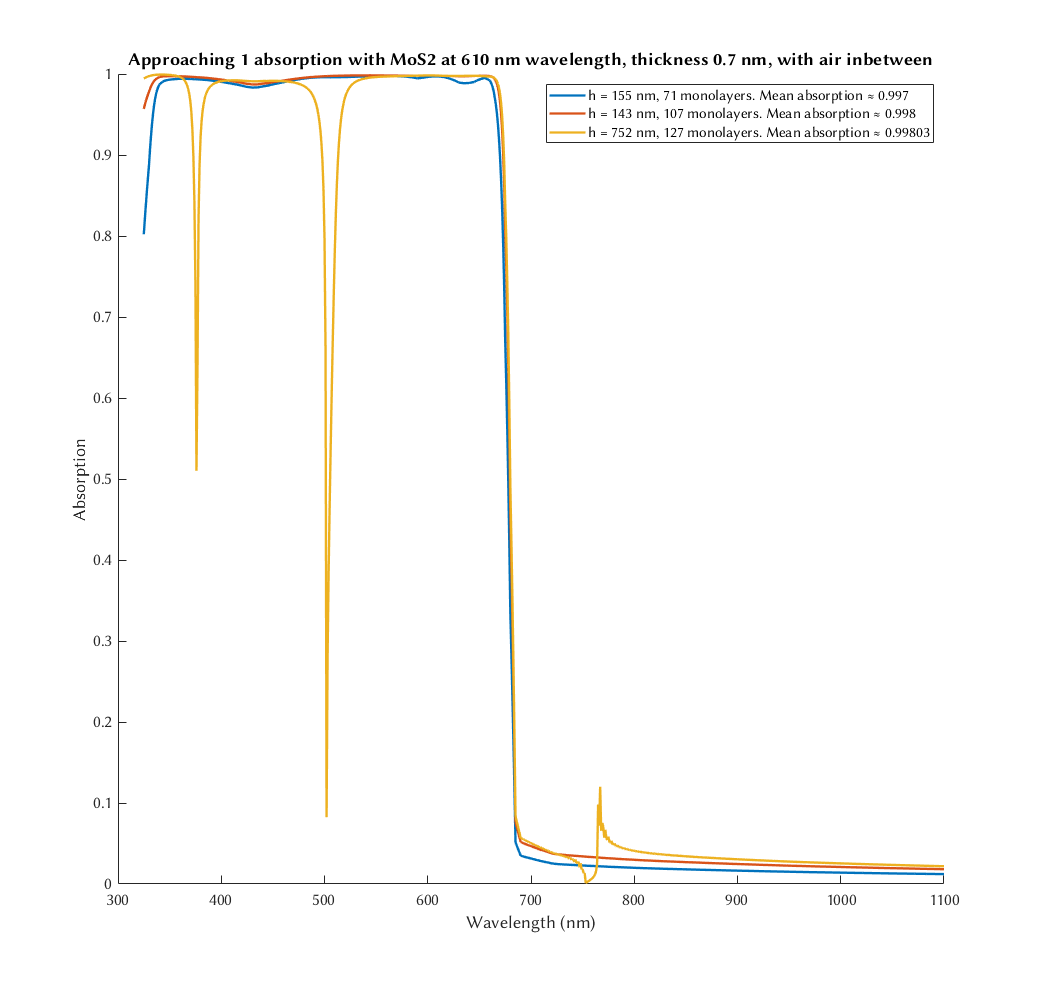 Approaching 1 absorption with MoS2 at 610 nm wavelength, thickness 0.7 nm, with air inbetween
h = 155 nm, 71 monolayers. Mean absorption ≈ 0.997
h = 143 nm, 107 monolayers. Mean absorption ≈ 0.998
h = 752 nm, 127 monolayers. Mean absorption ≈ 0.99803
1
0.9
0.8
0.7
0.6
0.5
0.4
0.3
0.2
0.1
0
Absorption
300 400 500 600 700 800 900 1000 1100
Wavelength (nm)